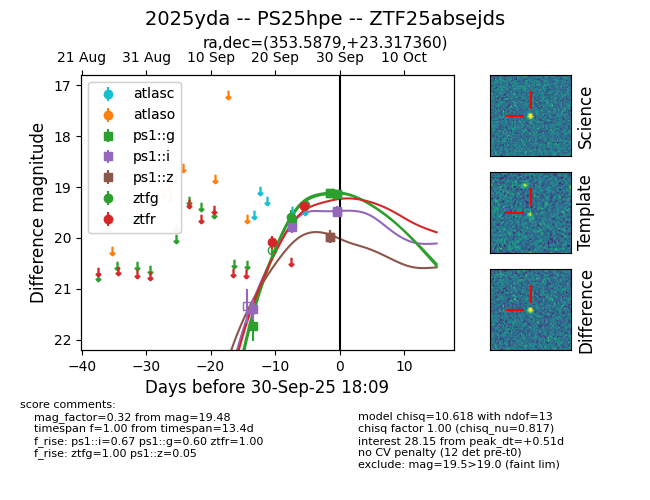 2025yda -- PS25hpe -- ZTF25absejds
ra,dec=(353.5879,+23.317360)
21 Aug 31 Aug 10 Sep 20 Sep 30 Sep 10 Oct
17
18
19
20
21
22
Difference magnitude
atlasc
atlaso
ps1::g
ps1::i
ps1::z
ztfg
ztfr
−40 −30 −20 −10 0 10
Days before 30-Sep-25 18:09
Science
Template
Difference
score comments:
mag_factor=0.32 from mag=19.48
timespan f=1.00 from timespan=13.4d
f_rise: ps1::i=0.67 ps1::g=0.60 ztfr=1.00
f_rise: ztfg=1.00 ps1::z=0.05
model chisq=10.618 with ndof=13
chisq factor 1.00 (chisq_nu=0.817)
interest 28.15 from peak_dt=+0.51d
no CV penalty (12 det pre-t0)
exclude: mag=19.5>19.0 (faint lim)